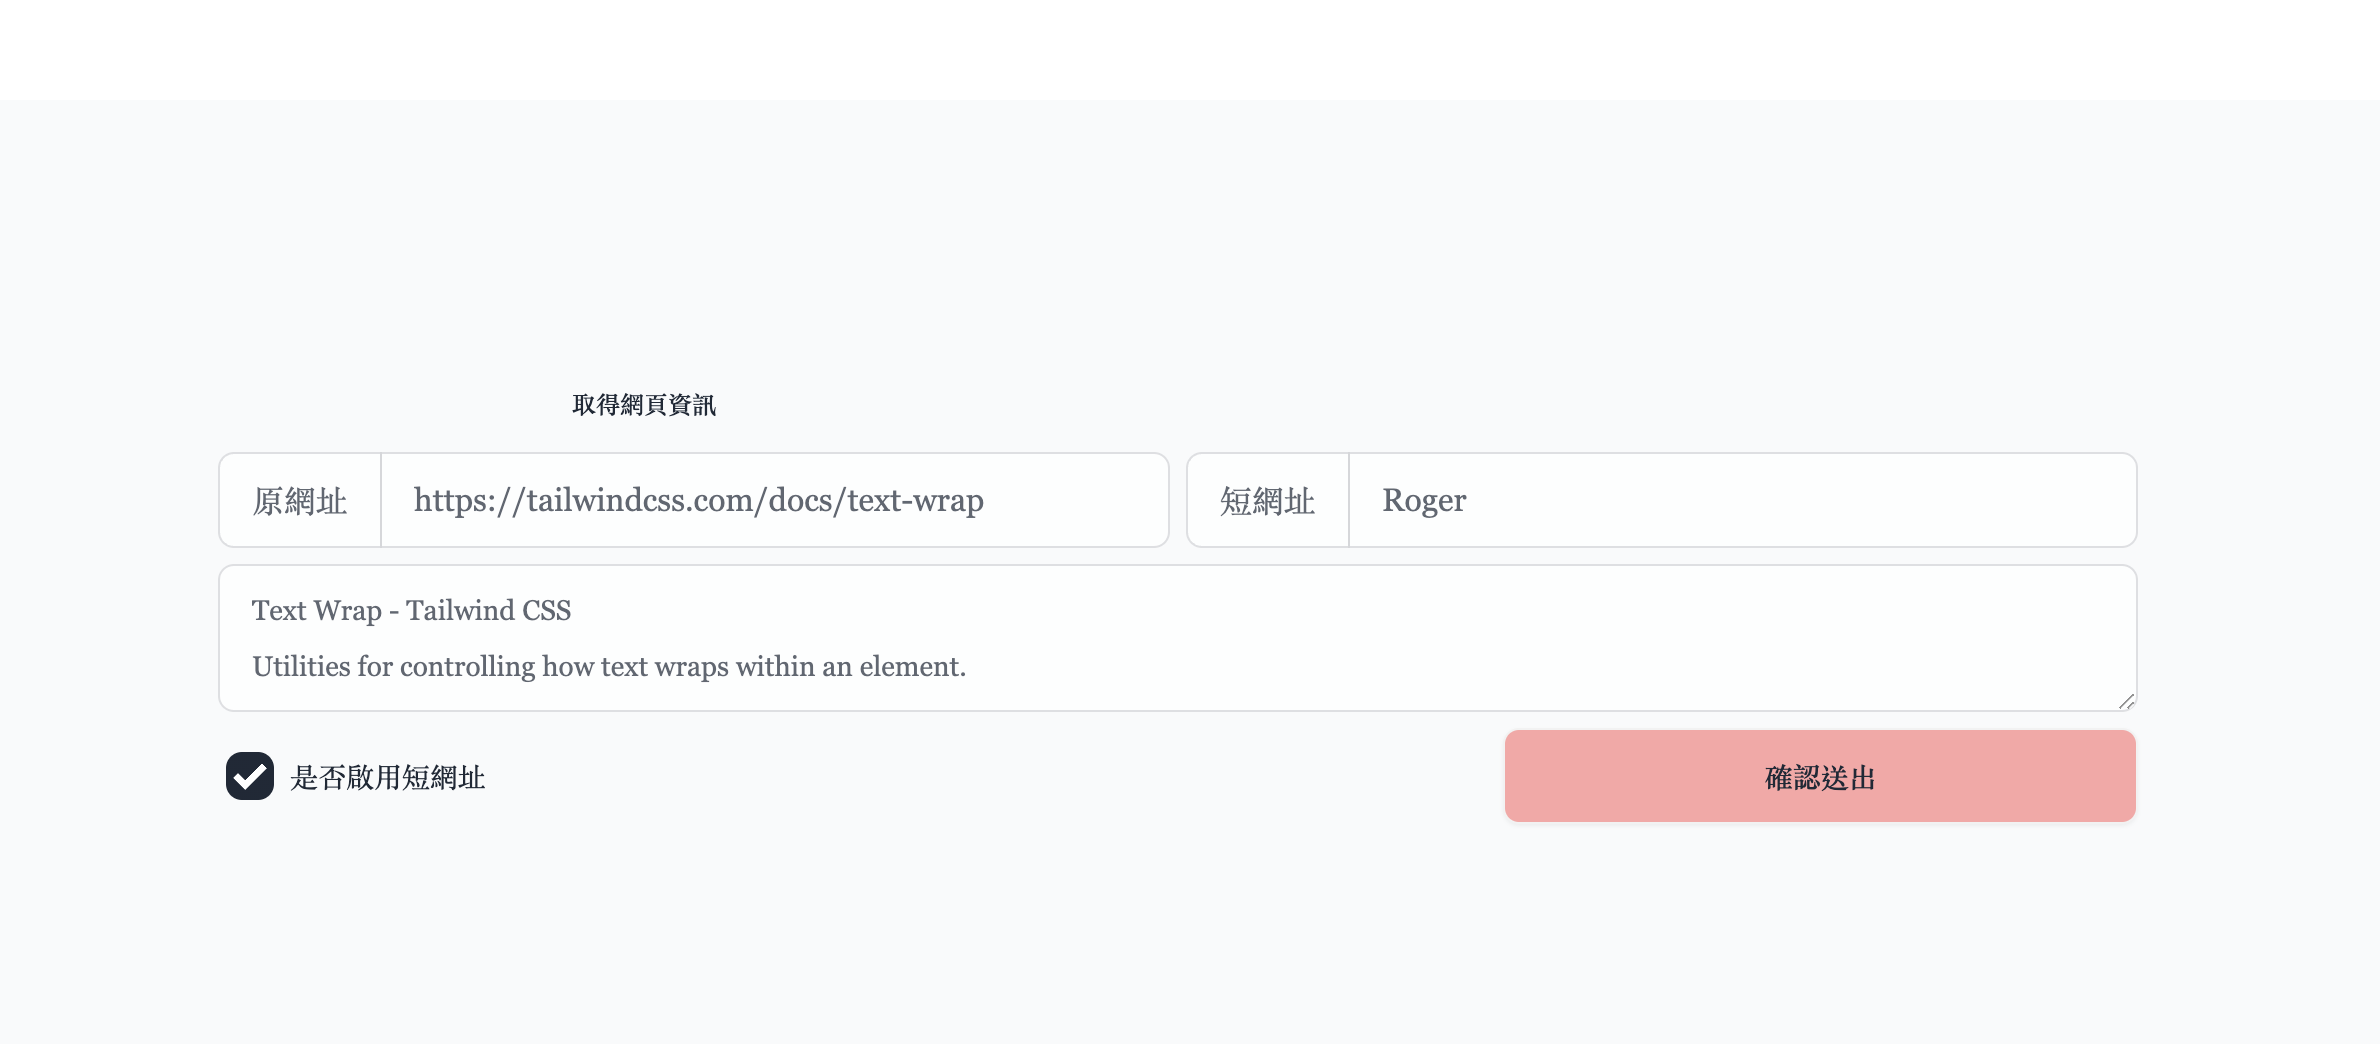 取得網頁資訊
原網址
https://tailwindcss.com/docs/text-wrap
短網址
Roger
Text Wrap - Tailwind CSS
Utilities for controlling how text wraps within an element.
是否啟用短網址
確認送出